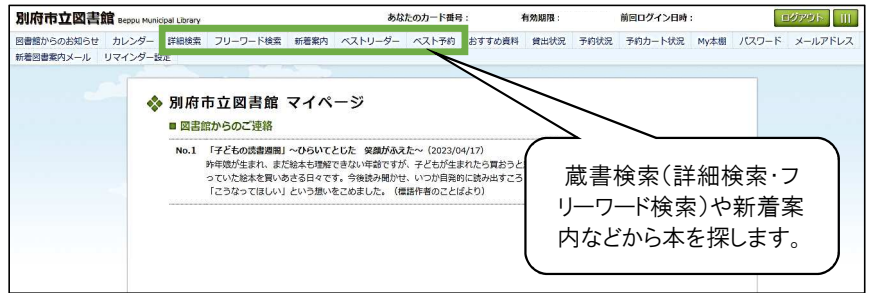 別府市立図書館 Beppu Municipal Library あなたのカード番号： 有効期限： 前回ログイン日時： ログアウト
図書館からのお知らせ カレンダー 詳細検索 フリーワード検索 新着案内 ベストリーダー ベスト予約 おすすめ資料 貸出状況 予約状況 予約カート状況 My本棚 パスワード メールアドレス
新着図書案内メール リマインダー設定
別府市立図書館 マイページ
■ 図書館からのご連絡
No.1 「子どもの読書週間」～ひらいてとじた 笑顔がふえた～（2023/04/17）
昨年娘が生まれ、まだ絵本も理解できない年齢ですが、子どもが生まれたら買おうと
っていた絵本を買いあさる日々です。今後読み聞かせ、いつか自発的に読み出すころ
「こうなってほしい」という想いをこめました。（標語作者のことばより）
蔵書検索（詳細検索・フ
リーワード検索）や新着案
内などから本を探します。